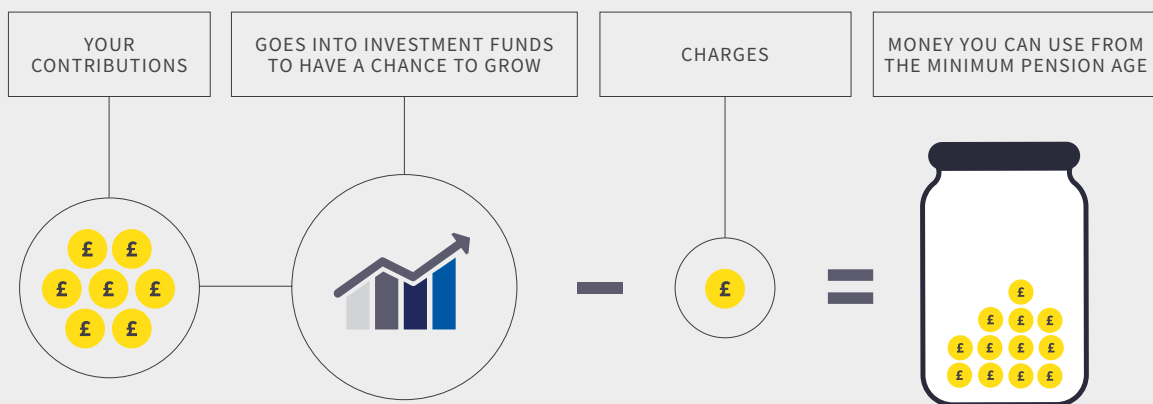 YOUR
CONTRIBUTIONS
GOES INTO INVESTMENT FUNDS
TO HAVE A CHANCE TO GROW
CHARGES
MONEY YOU CAN USE FROM
THE MINIMUM PENSION AGE
£ £
£ £ £
£ £
£
£
£ £ £
£ £ £ £
£ £ £ £